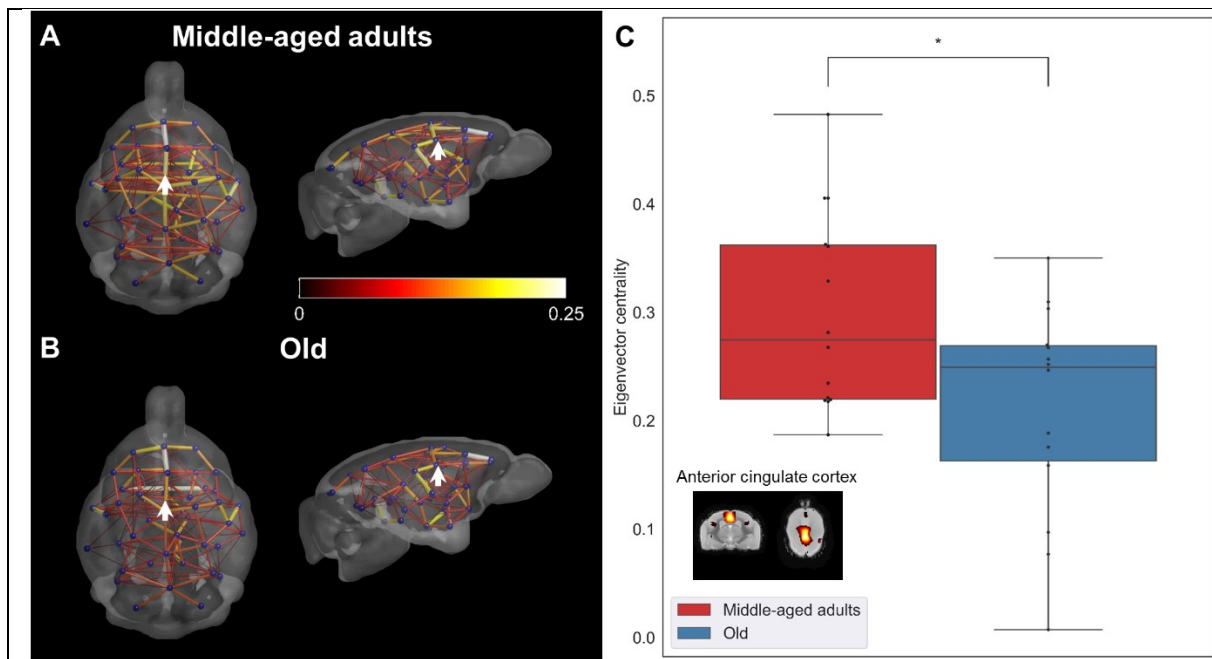 A
Middle-aged adults
0
0.25
B
Old
C
*
Eigenvector centrality
0.5
0.4
0.3
0.2
0.1
0.0
Anterior cingulate cortex
Middle-aged adults
Old